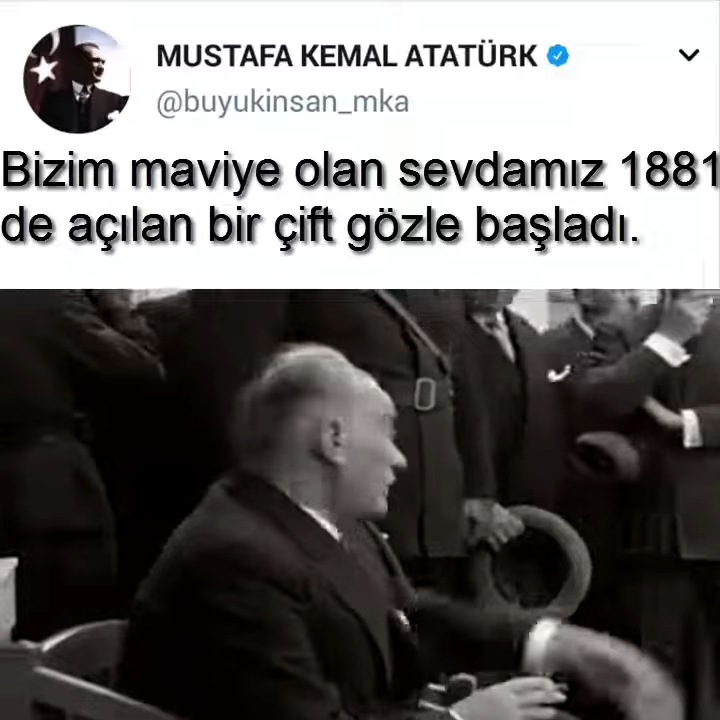 MUSTAFA KEMAL ATATÜRK
@buyukinsan_mka
Bizim maviye olan sevdamız 1881
de açılan bir çift gözle başladı.